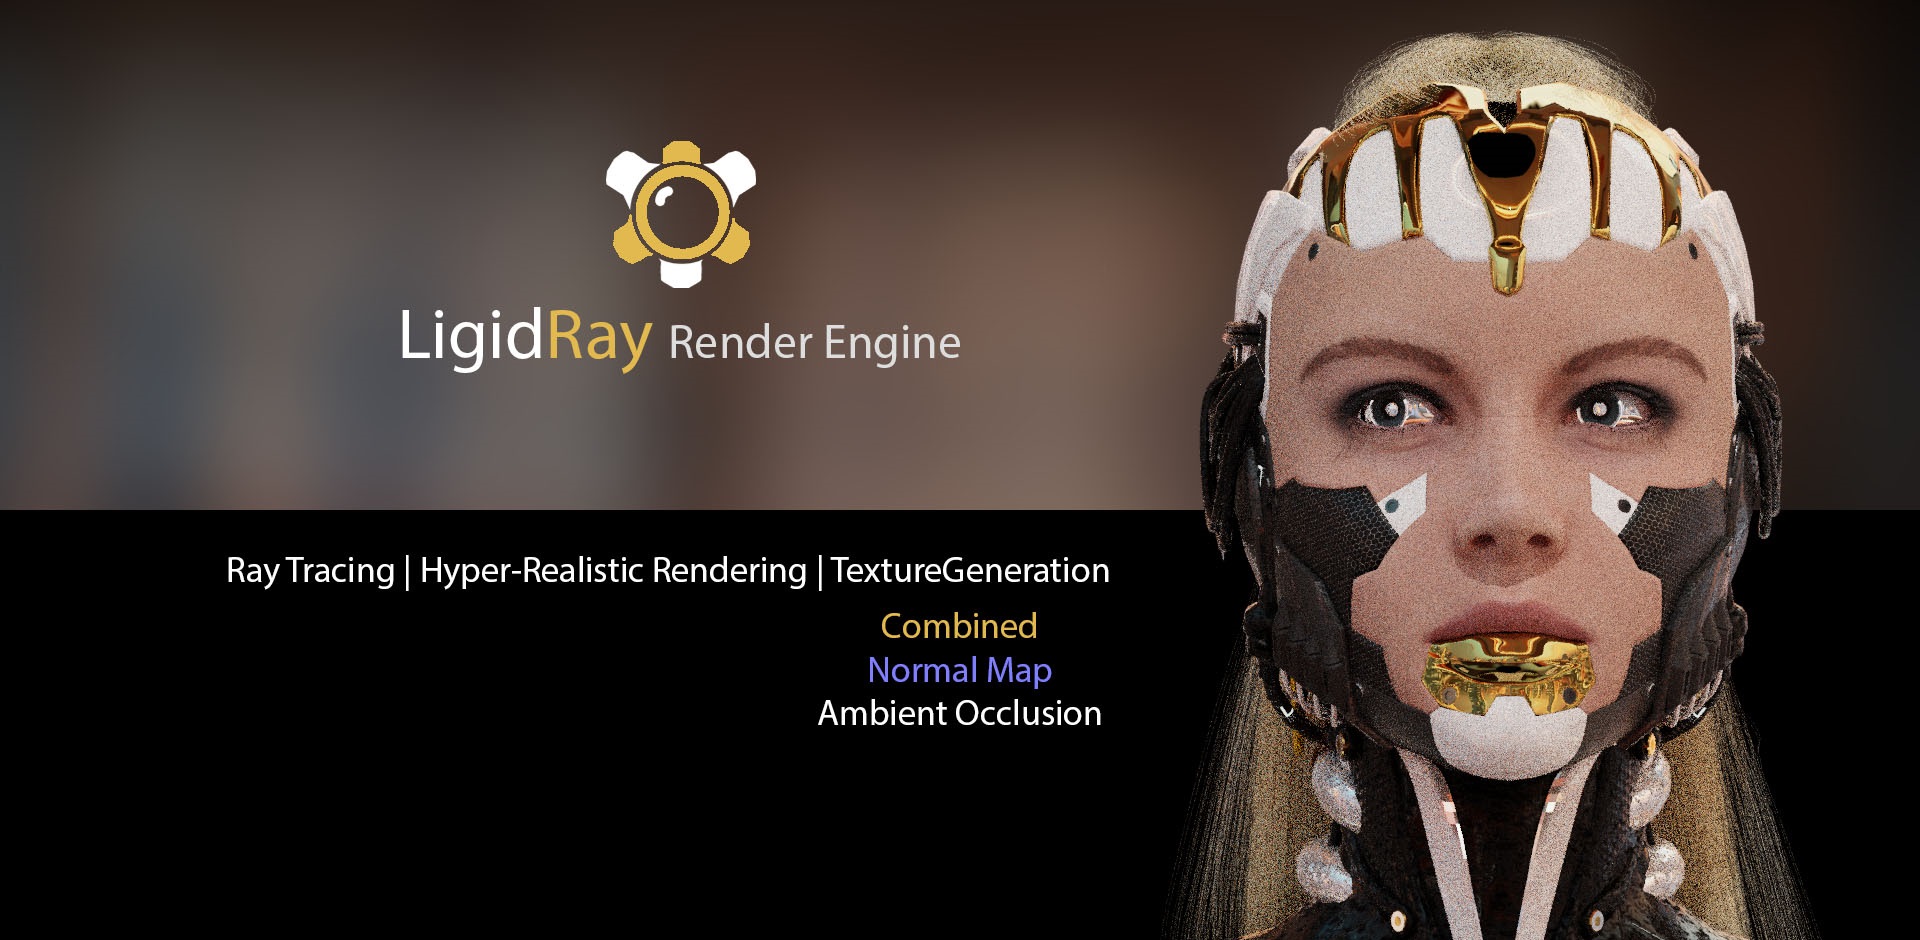 LigidRay Render Engine
Ray Tracing | Hyper-Realistic Rendering | TextureGeneration
Combined
Normal Map
Ambient Occlusion